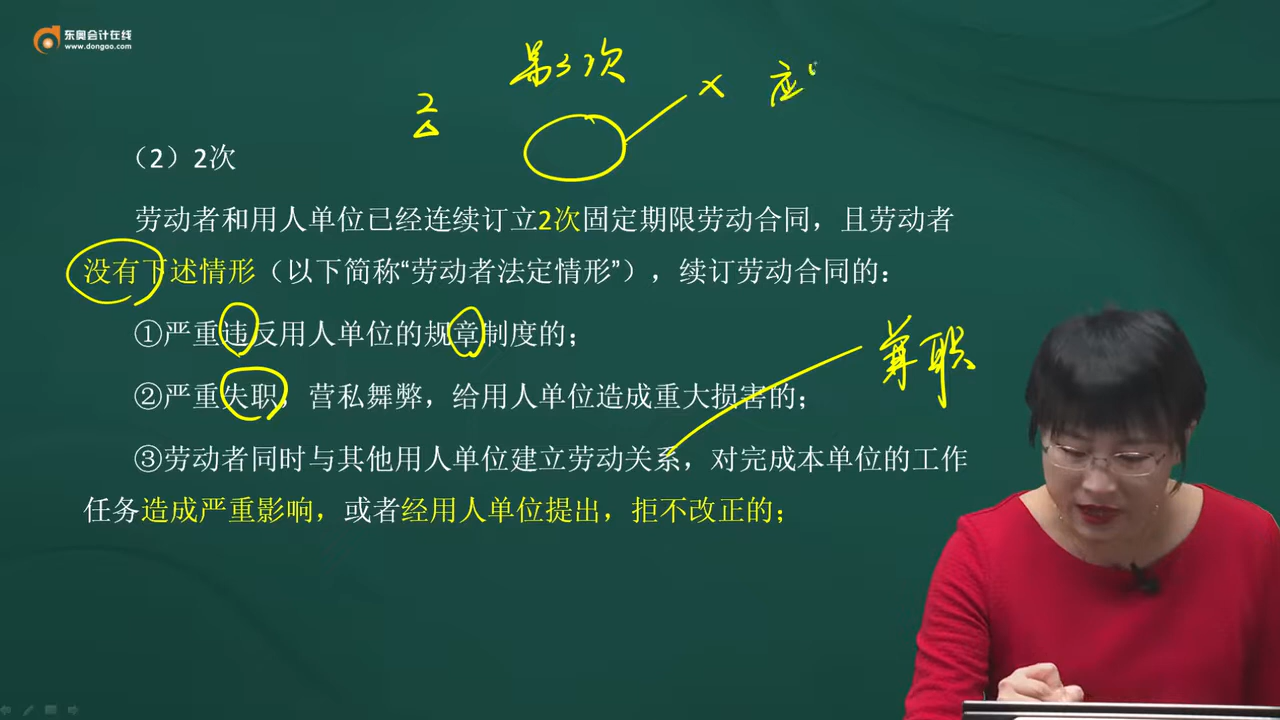 东奥会计在线
www.dongao.com
第3次
2
×
应
（2）2次
劳动者和用人单位已经连续订立2次固定期限劳动合同，且劳动者
没有下述情形（以下简称“劳动者法定情形”），续订劳动合同的：
①严重违反用人单位的规章制度的；
兼职
②严重失职，营私舞弊，给用人单位造成重大损害的；
③劳动者同时与其他用人单位建立劳动关系，对完成本单位的工作
任务造成严重影响，或者经用人单位提出，拒不改正的；